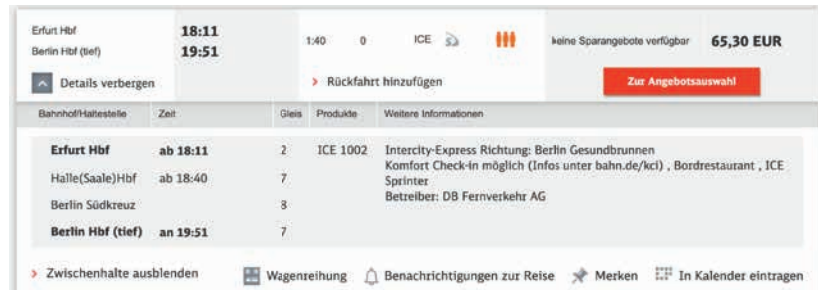 Erfurt Hbf 18:11
Berlin Hbf (tief) 19:51
1:40 0 ICE keine Sparangebote verfügbar 65,30 EUR
Details verbergen Rückfahrt hinzufügen Zur Angebotsauswahl
Bahnhof/Haltestelle Zeit Gleis Produkte Weitere Informationen
Erfurt Hbf ab 18:11 2 ICE 1002 Intercity-Express Richtung: Berlin Gesundbrunnen
Komfort Check-in möglich (Infos unter bahn.de/kci) , Bordrestaurant , ICE
Halle(Saale)Hbf ab 18:40 7 Sprinter
Betreiber: DB Fernverkehr AG
Berlin Südkreuz 8
Berlin Hbf (tief) an 19:51 7
Zwischenhalte ausblenden Wagenreihung Benachrichtigungen zur Reise Merken In Kalender eintragen